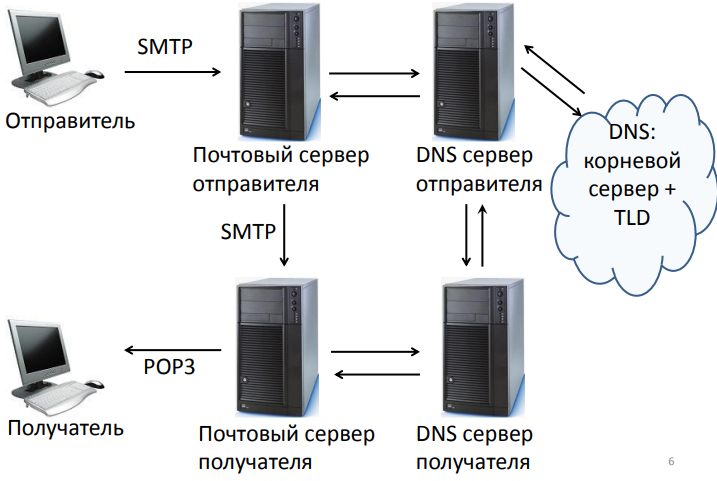 SMTP
Отправитель
Почтовый сервер
отправителя
DNS сервер
отправителя
DNS:
корневой
сервер +
TLD
SMTP
POP3
Получатель
Почтовый сервер
получателя
DNS сервер
получателя
6